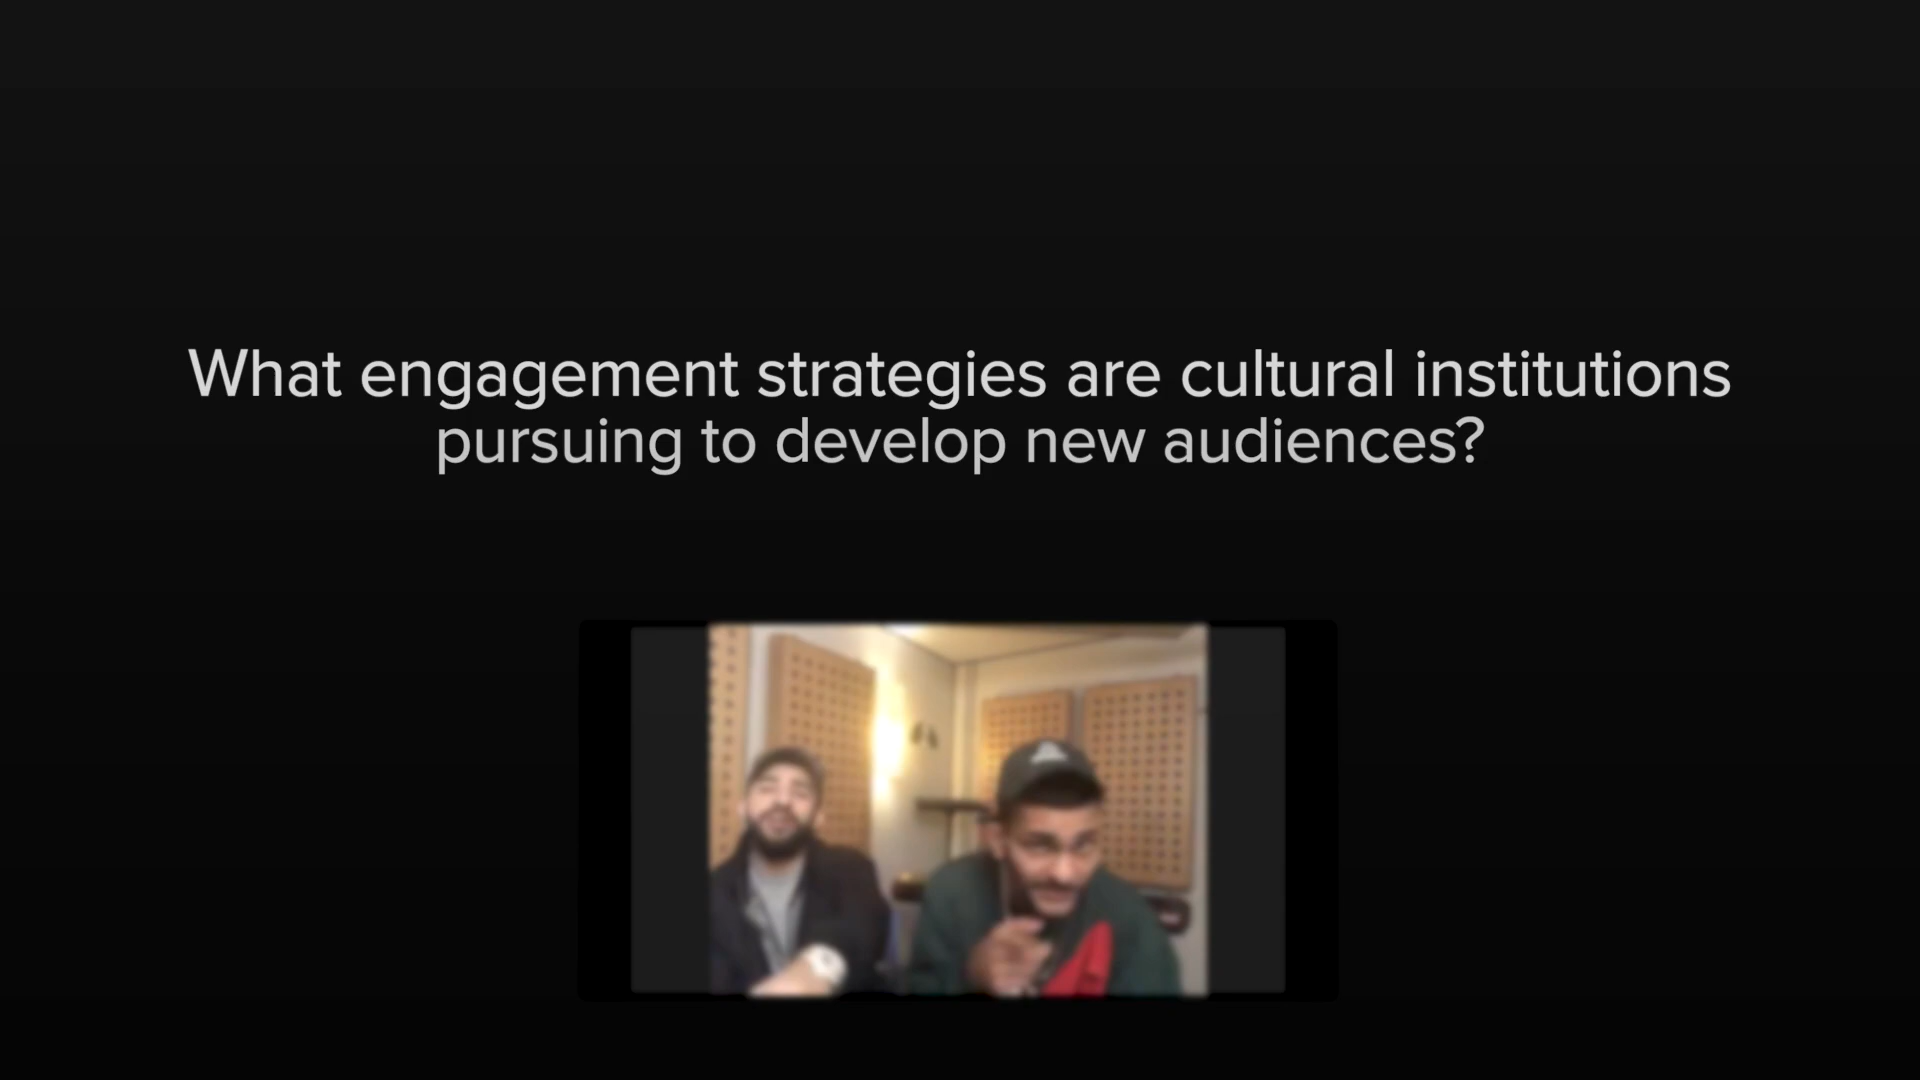 What engagement strategies are cultural institutions
pursuing to develop new audiences?